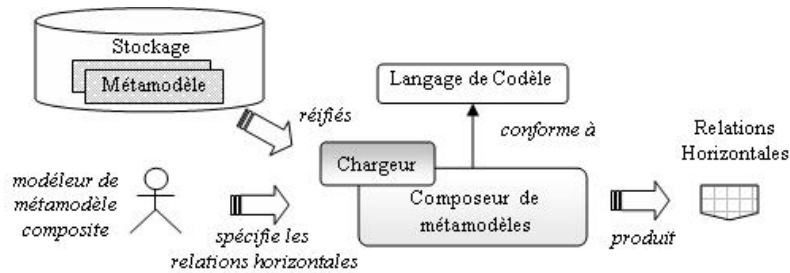 Stockage
Métamodèle
réifiés
Langage de Codèle
conforme à
Relations
Horizontales
Chargeur
modéleur de
métamodèle
composite
Composeur de
métamodèles
spécifie les
relations horizontales
produit